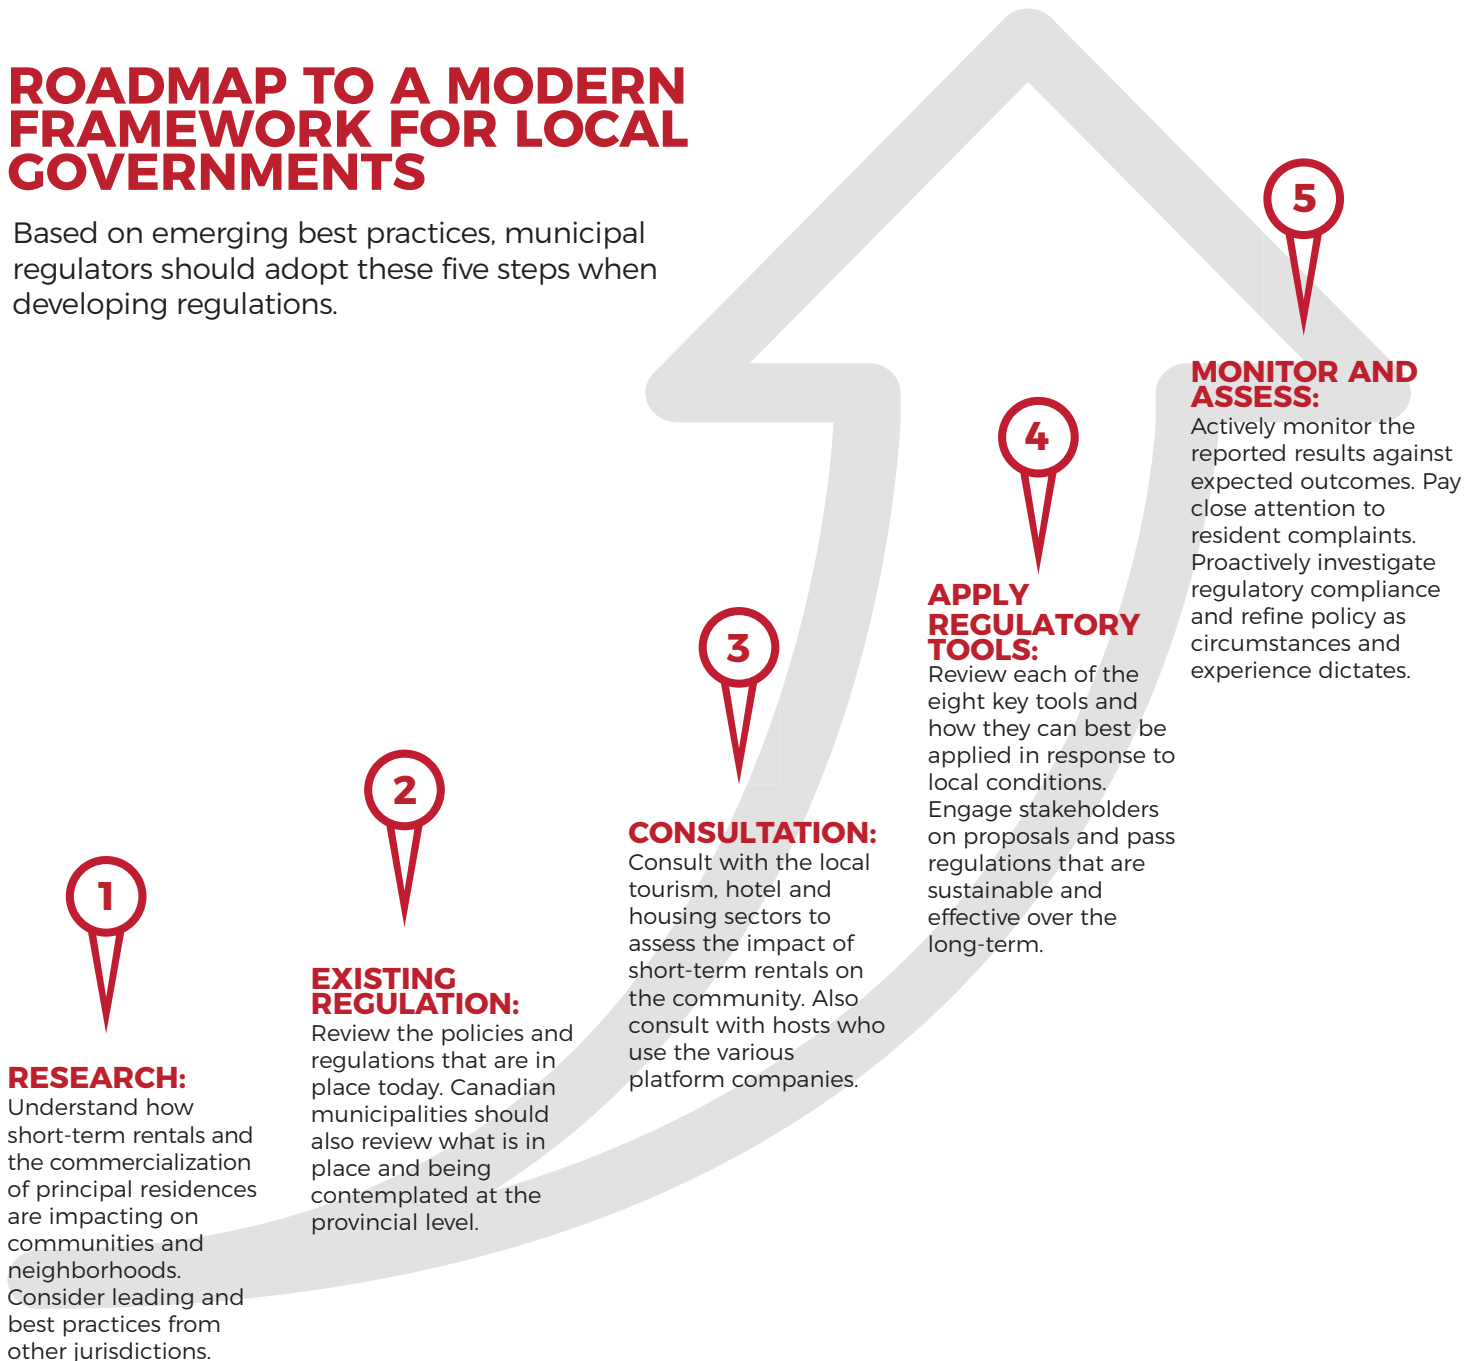 ROADMAP TO A MODERN
FRAMEWORK FOR LOCAL
GOVERNMENTS
Based on emerging best practices, municipal
regulators should adopt these five steps when
developing regulations.
1
RESEARCH:
Understand how
short-term rentals and
the commercialization
of principal residences
are impacting on
communities and
neighborhoods.
Consider leading and
best practices from
other jurisdictions.
2
EXISTING
REGULATION:
Review the policies and
regulations that are in
place today. Canadian
municipalities should
also review what is in
place and being
contemplated at the
provincial level.
3
CONSULTATION:
Consult with the local
tourism, hotel and
housing sectors to
assess the impact of
short-term rentals on
the community. Also
consult with hosts who
use the various
platform companies.
4
APPLY
REGULATORY
TOOLS:
Review each of the
eight key tools and
how they can best be
applied in response to
local conditions.
Engage stakeholders
on proposals and pass
regulations that are
sustainable and
effective over the
long-term.
5
MONITOR AND
ASSESS:
Actively monitor the
reported results against
expected outcomes. Pay
close attention to
resident complaints.
Proactively investigate
regulatory compliance
and refine policy as
circumstances and
experience dictates.